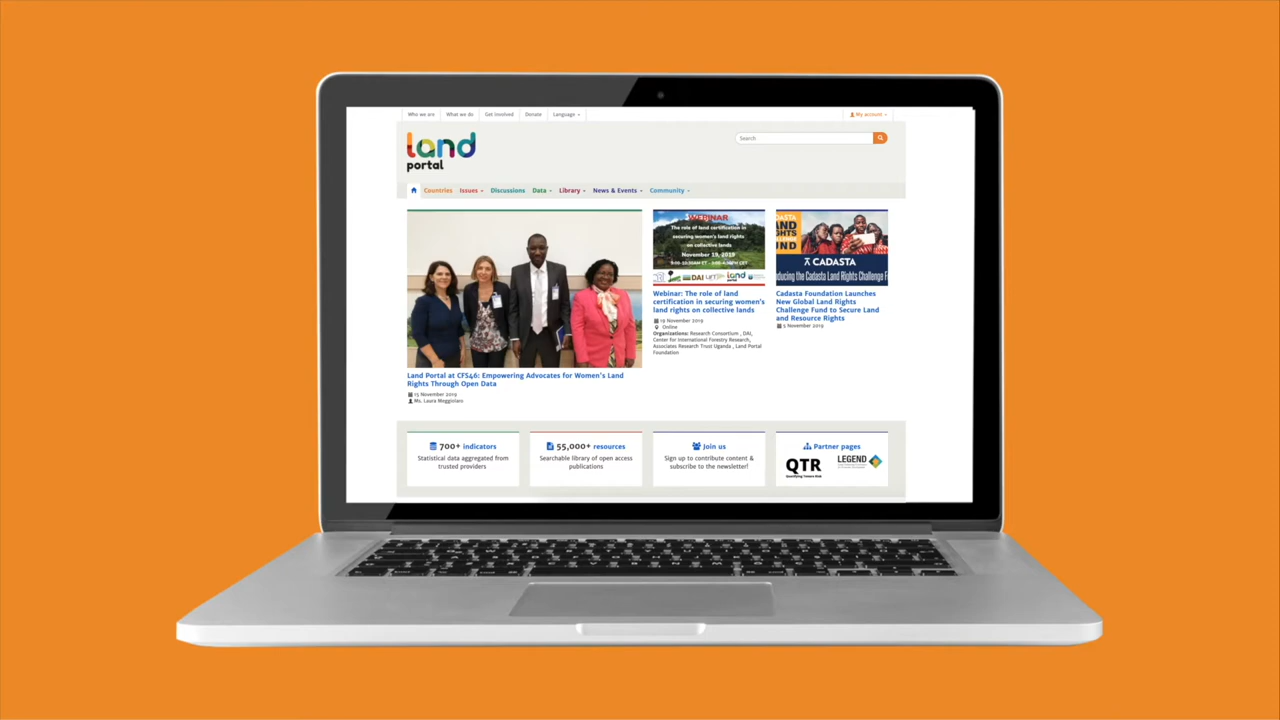 Who we are
What we do
Get involved
Donate
Language
My account
land
portal
Search
Countries
Issues
Discussions
Data
Library
News & Events
Community
Land Portal at CFS46: Empowering Advocates for Women's Land
Rights Through Open Data
15 November 2019
Ms. Laura Meggiolaro
WEBINAR
The role of land certification in
securing women's land rights
on collective lands
November 19, 2019
DAI
land
Webinar: The role of land
certification in securing women's
land rights on collective lands
19 November 2019
Online
Organizations: Research Consortium , DAI,
Center for International Forestry Research,
Associates Research Trust Uganda , Land Portal
Foundation
CADASTA
Cadasta Foundation Launches
New Global Land Rights
Challenge Fund to Secure Land
and Resource Rights
5 November 2019
700+ indicators
Statistical data aggregated from
trusted providers
55,000+ resources
Searchable library of open access
publications
Join us
Sign up to contribute content &
subscribe to the newsletter!
Partner pages
QTR
LEGEND